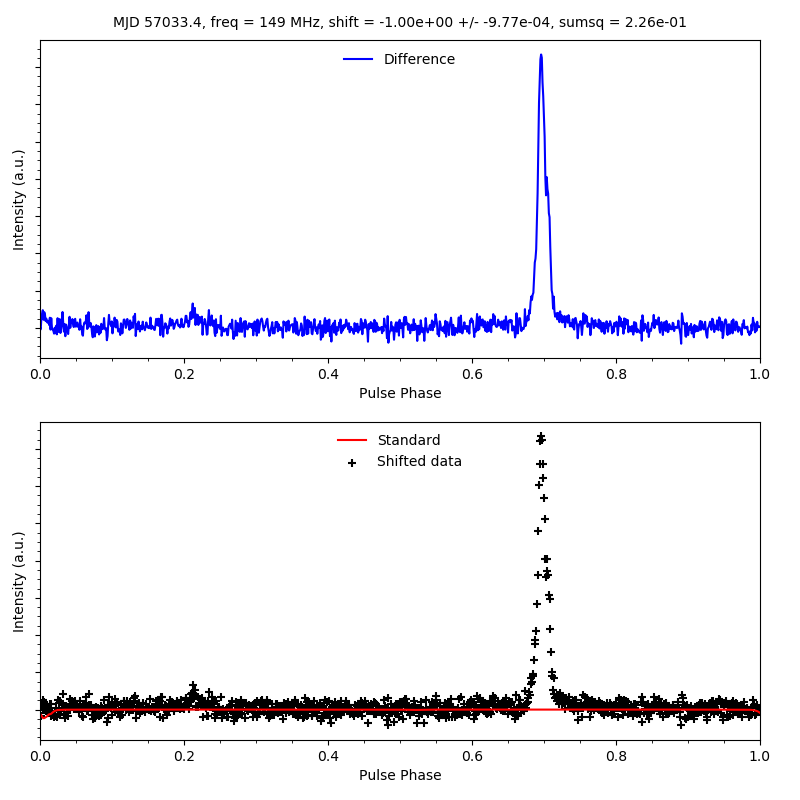 MJD 57033.4, freq = 149 MHz, shift = -1.00e+00 +/- -9.77e-04, sumsq = 2.26e-01
Difference
Intensity (a.u.)
0.0 0.2 0.4 0.6 0.8 1.0
Pulse Phase
Standard
Shifted data
Intensity (a.u.)
0.0 0.2 0.4 0.6 0.8 1.0
Pulse Phase